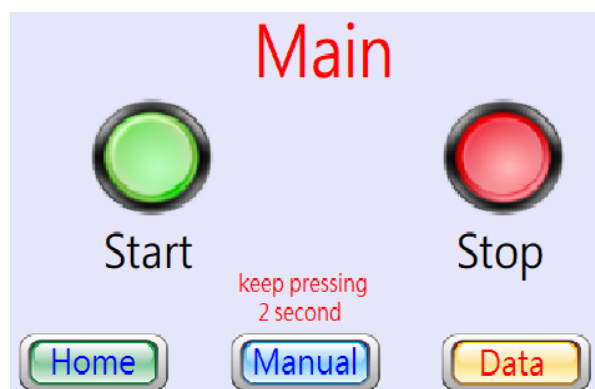 Main
Start
Stop
keep pressing
2 second
Home
Manual
Data